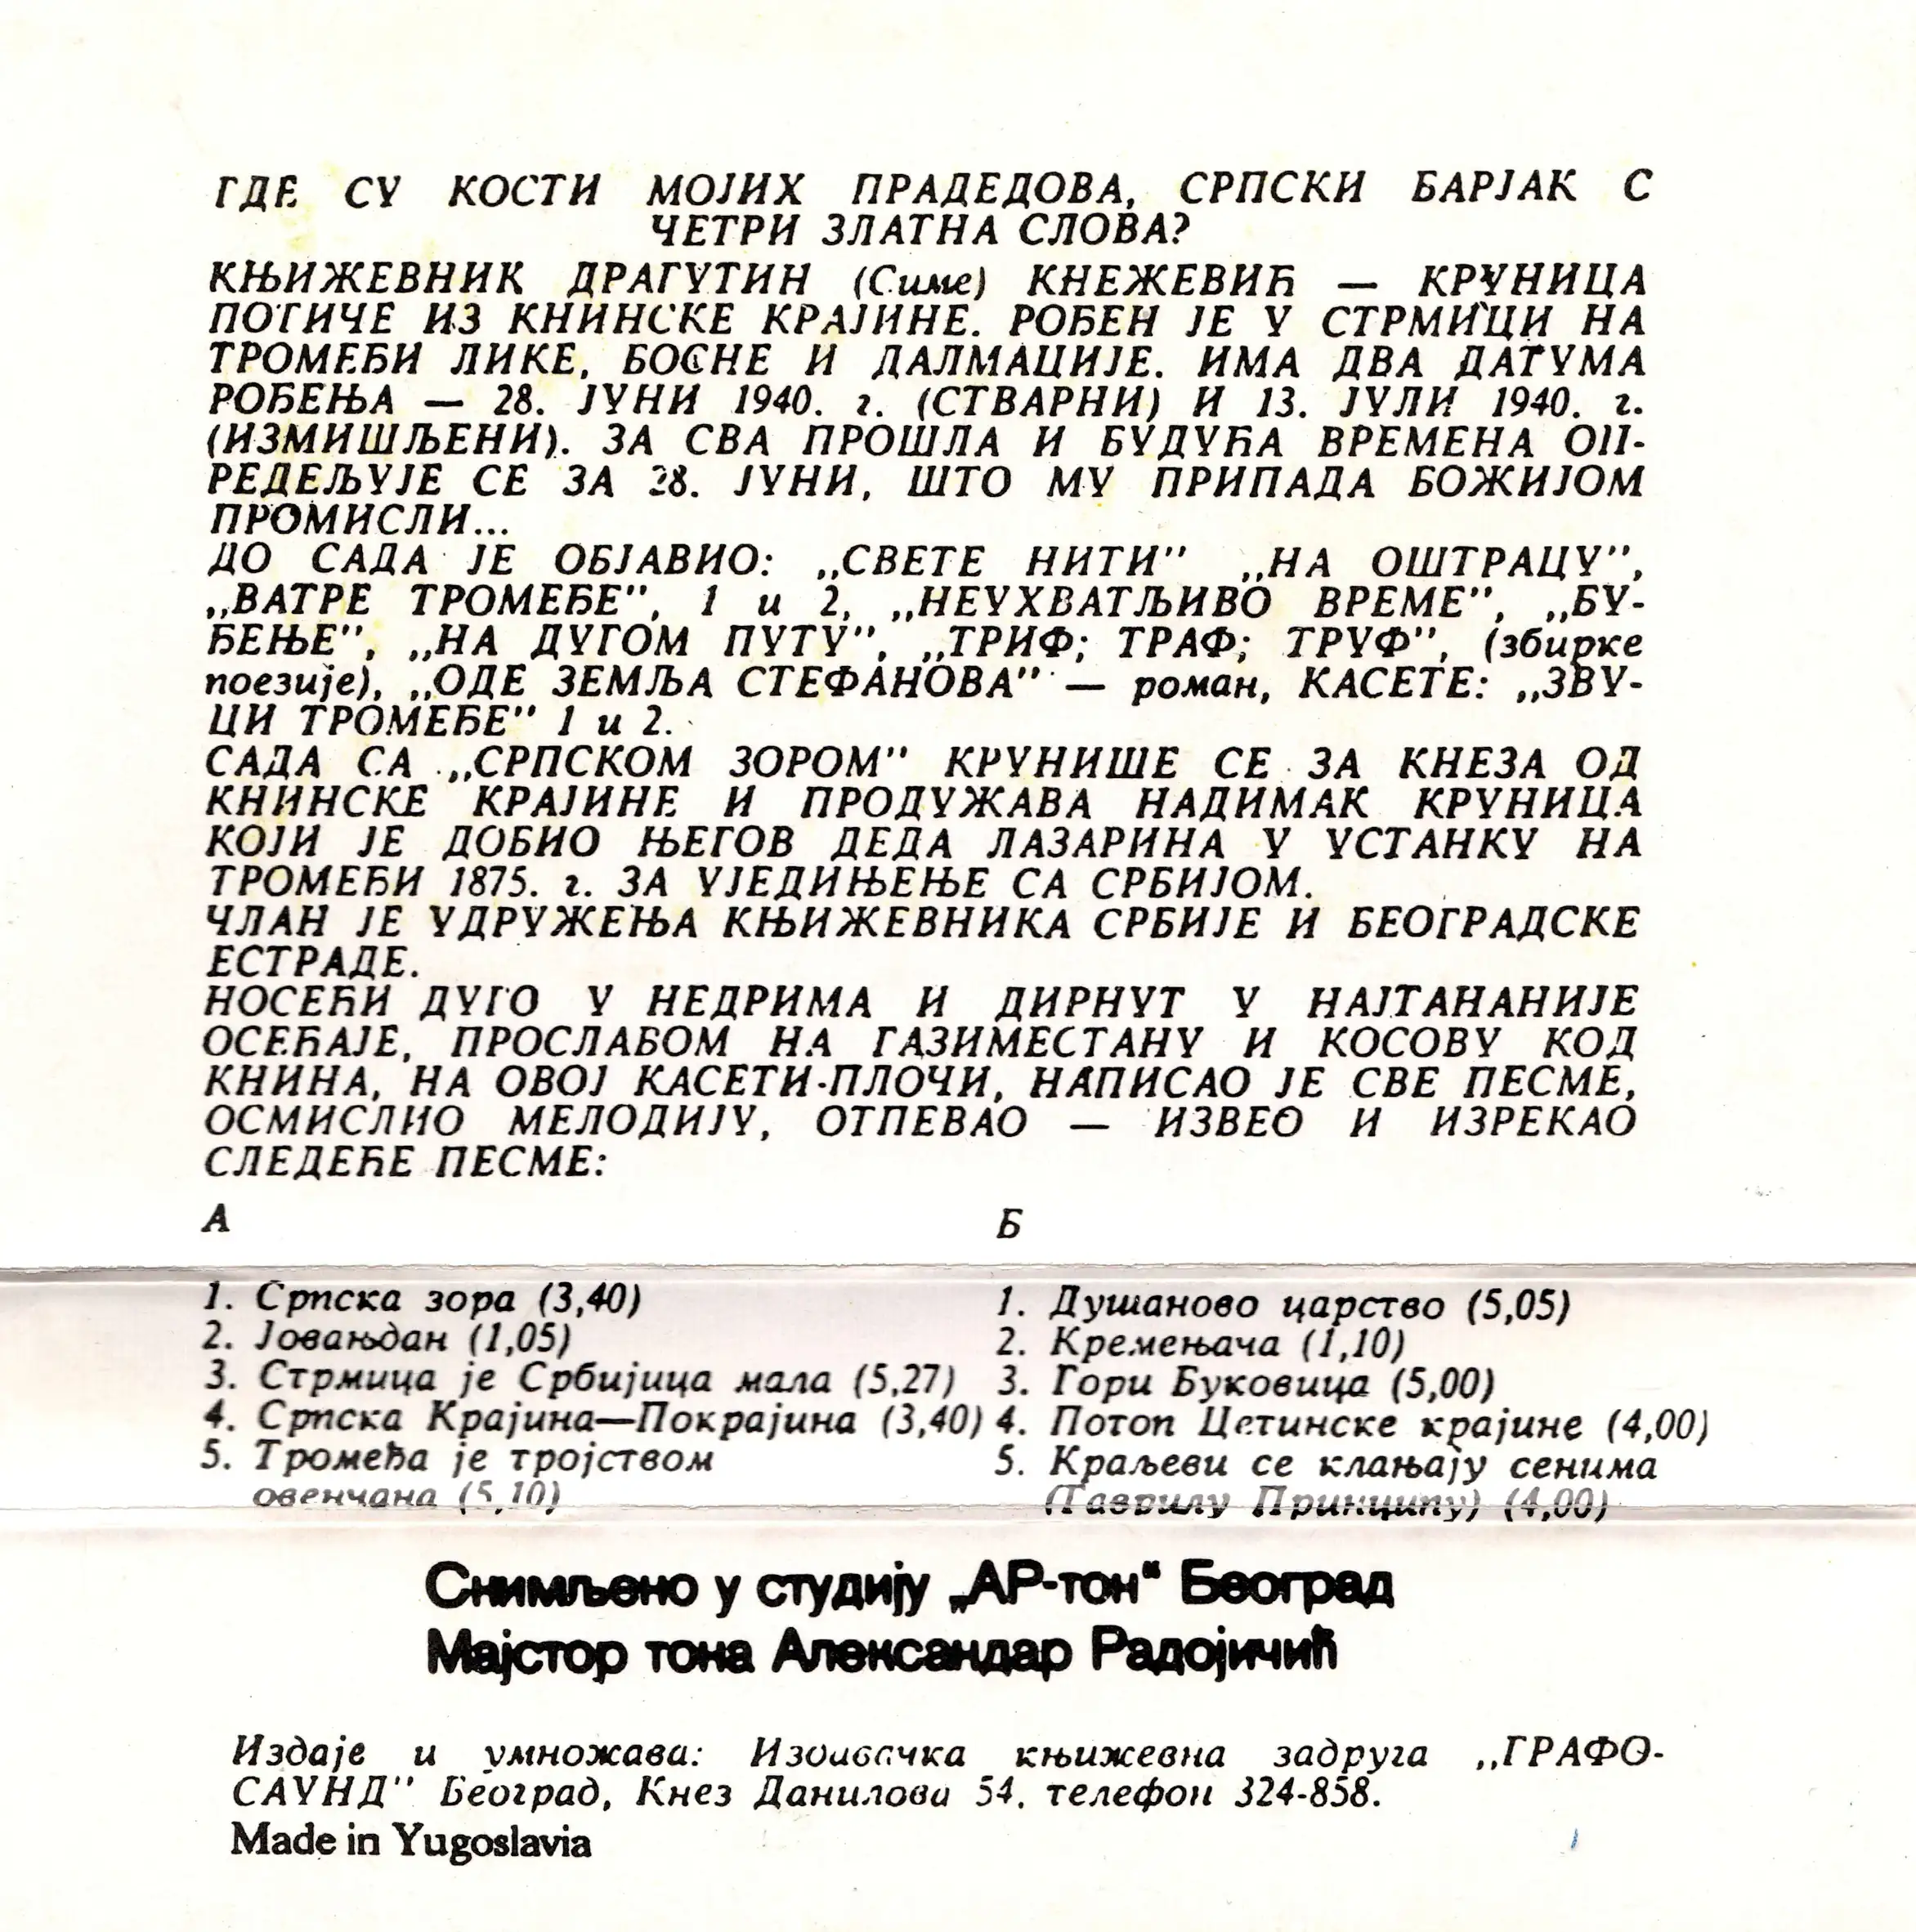 ГДЕ СУ КОСТИ МОЈИХ ПРАДЕДОВА, СРПСКИ БАРЈАК С
ЧЕТРИ ЗЛАТНА СЛОВА?
КЊИЖЕВНИК ДРАГУТИН (Симе) КНЕЖЕВИЋ — КРУНИЦА
ПОТИЧЕ ИЗ КНИНСКЕ КРАЈИНЕ. РОЂЕН ЈЕ У СТРМИЦИ НА
ТРОМЕЂИ ЛИКЕ, БОСНЕ И ДАЛМАЦИЈЕ. ИМА ДВА ДАТУМА
РОЂЕЊА — 28. ЈУНИ 1940. г. (СТВАРНИ) И 13. ЈУЛИ 1940. г.
(ИЗМИШЉЕНИ). ЗА СВА ПРОШЛА И БУДУЋА ВРЕМЕНА ОП-
РЕДЕЉУЈЕ СЕ ЗА 28. ЈУНИ, ШТО МУ ПРИПАДА БОЖИЈОМ
ПРОМИСЛИ...
ДО САДА ЈЕ ОБЈАВИО: „СВЕТЕ НИТИ" „НА ОШТРАЦУ",
„ВАТРЕ ТРОМЕЂЕ", 1 и 2, „НЕУХВАТЉИВО ВРЕМЕ", „БУ-
ЂЕЊЕ", „НА ДУГОМ ПУТУ", „ТРИФ; ТРАФ; ТРУФ", (збирке
поезије), „ОДЕ ЗЕМЉА СТЕФАНОВА" — роман, КАСЕТЕ: „ЗВУ-
ЦИ ТРОМЕЂЕ" 1 и 2.
САДА СА „СРПСКОМ ЗОРОМ" КРУНИШЕ СЕ ЗА КНЕЗА ОД
КНИНСКЕ КРАЈИНЕ И ПРОДУЖАВА НАДИМАК КРУНИЦА
КОЈИ ЈЕ ДОБИО ЊЕГОВ ДЕДА ЛАЗАРИНА У УСТАНКУ НА
ТРОМЕЂИ 1875. г. ЗА УЈЕДИЊЕЊЕ СА СРБИЈОМ.
ЧЛАН ЈЕ УДРУЖЕЊА КЊИЖЕВНИКА СРБИЈЕ И БЕОГРАДСКЕ
ЕСТРАДЕ.
НОСЕЋИ ДУГО У НЕДРИМА И ДИРНУТ У НАЈТАНАНИЈЕ
ОСЕЋАЈЕ, ПРОСЛАБОМ НА ГАЗИМЕСТАНУ И КОСОВУ КОД
КНИНА, НА ОВОЈ КАСЕТИ-ПЛОЧИ, НАПИСАО ЈЕ СВЕ ПЕСМЕ,
ОСМИСЛИО МЕЛОДИЈУ, ОТПЕВАО — ИЗВЕО И ИЗРЕКАО
СЛЕДЕЋЕ ПЕСМЕ:
А
1. Српска зора (3,40)
2. Јовањдан (1,05)
3. Стрмица је Србијица мала (5,27)
4. Српска Крајина—Покрајина (3,40)
5. Тромеђа је тројством
овенчана (5,10)
Б
1. Душаново царство (5,05)
2. Кремењача (1,10)
3. Гори Буковица (5,00)
4. Потоп Цетинске крајине (4,00)
5. Краљеви се клањају сенима
(Гаврилу Принципу) (4,00)
Снимљено у студију „АР-тон“ Београд
Мајстор тона Александар Радојичић
Издаје и умножава: Издавачка књижевна задруга „ГРАФО-
САУНД" Београд, Кнез Данилова 54. телефон 324-858.
Made in Yugoslavia